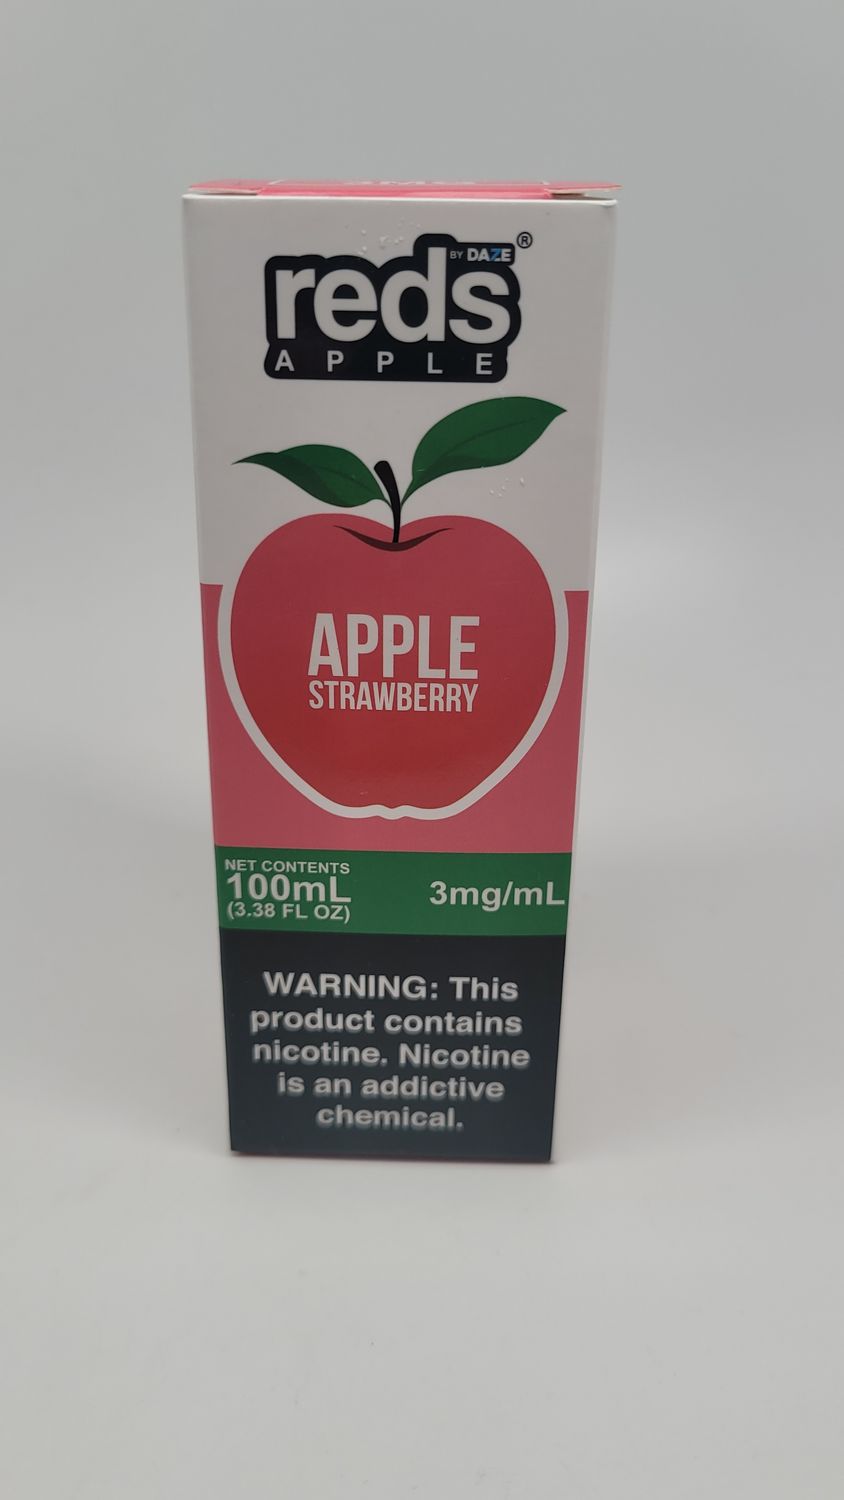 reds
BY DAZE®
APPLE
APPLE
STRAWBERRY
NET CONTENTS
100mL
(3.38 FL OZ)
3mg/mL
WARNING: This
product contains
nicotine. Nicotine
is an addictive
chemical.